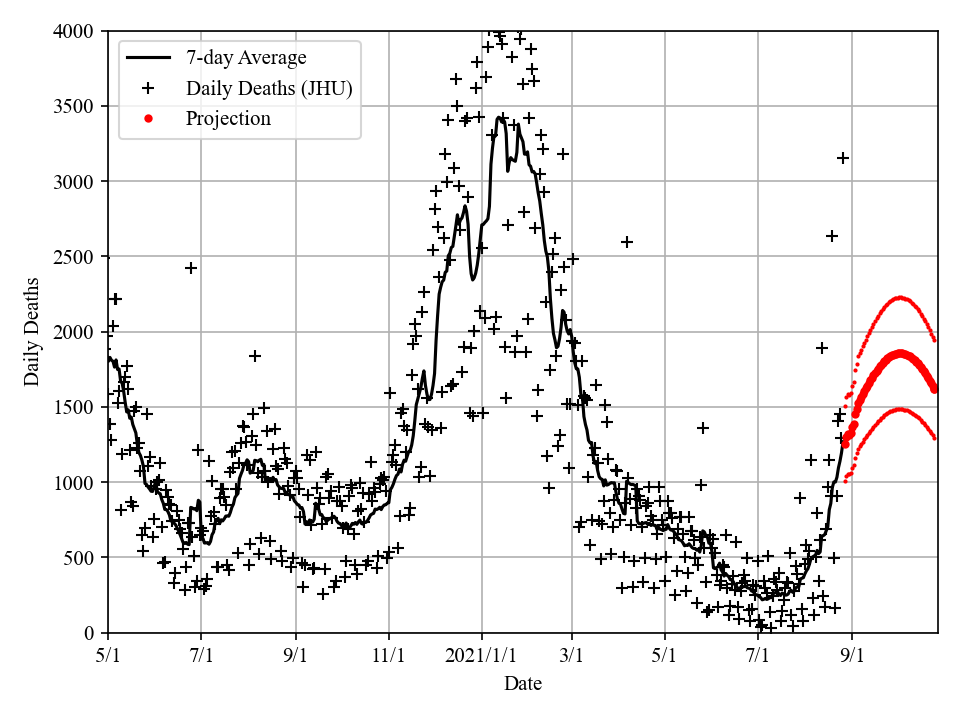 4000
3500
3000
2500
2000
1500
1000
500
0
Daily Deaths
7-day Average
Daily Deaths (JHU)
Projection
5/1 7/1 9/1 11/1 2021/1/1 3/1 5/1 7/1 9/1
Date